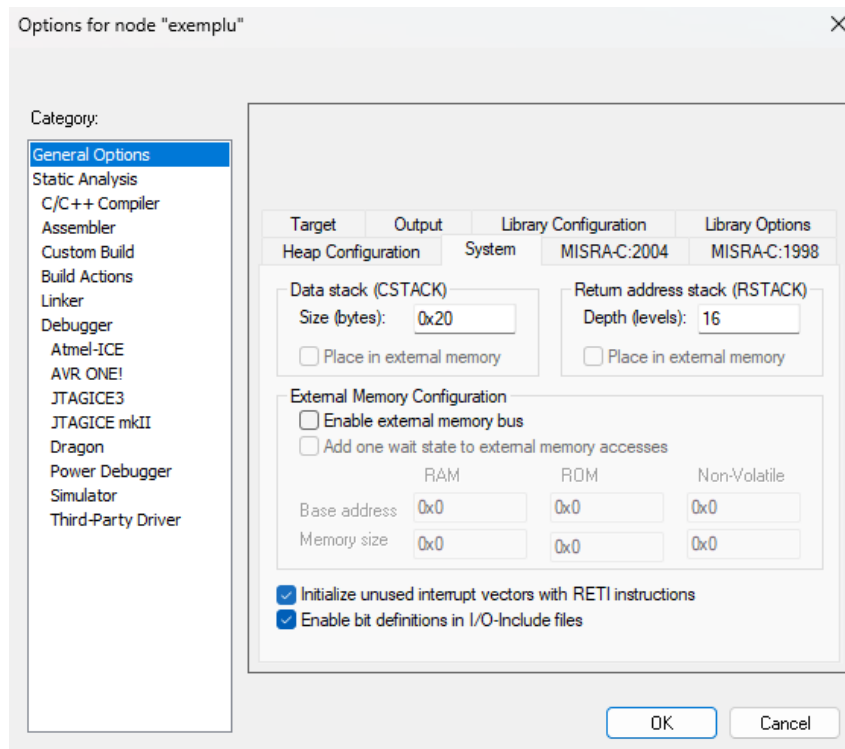 Options for node "exemplu"
Category:
General Options
Static Analysis
C/C++ Compiler
Assembler
Custom Build
Build Actions
Linker
Debugger
Atmel-ICE
AVR ONE!
JTAGICE3
JTAGICE mkII
Dragon
Power Debugger
Simulator
Third-Party Driver
Target Output Library Configuration Library Options
Heap Configuration System MISRA-C:2004 MISRA-C:1998
Data stack (CSTACK) Return address stack (RSTACK)
Size (bytes): 0x20 Depth (levels): 16
Place in external memory Place in external memory
External Memory Configuration
Enable external memory bus
Add one wait state to external memory accesses
RAM ROM Non-Volatile
Base address 0x0 0x0 0x0
Memory size 0x0 0x0 0x0
Initialize unused interrupt vectors with RETI instructions
Enable bit definitions in I/O-Include files
OK Cancel